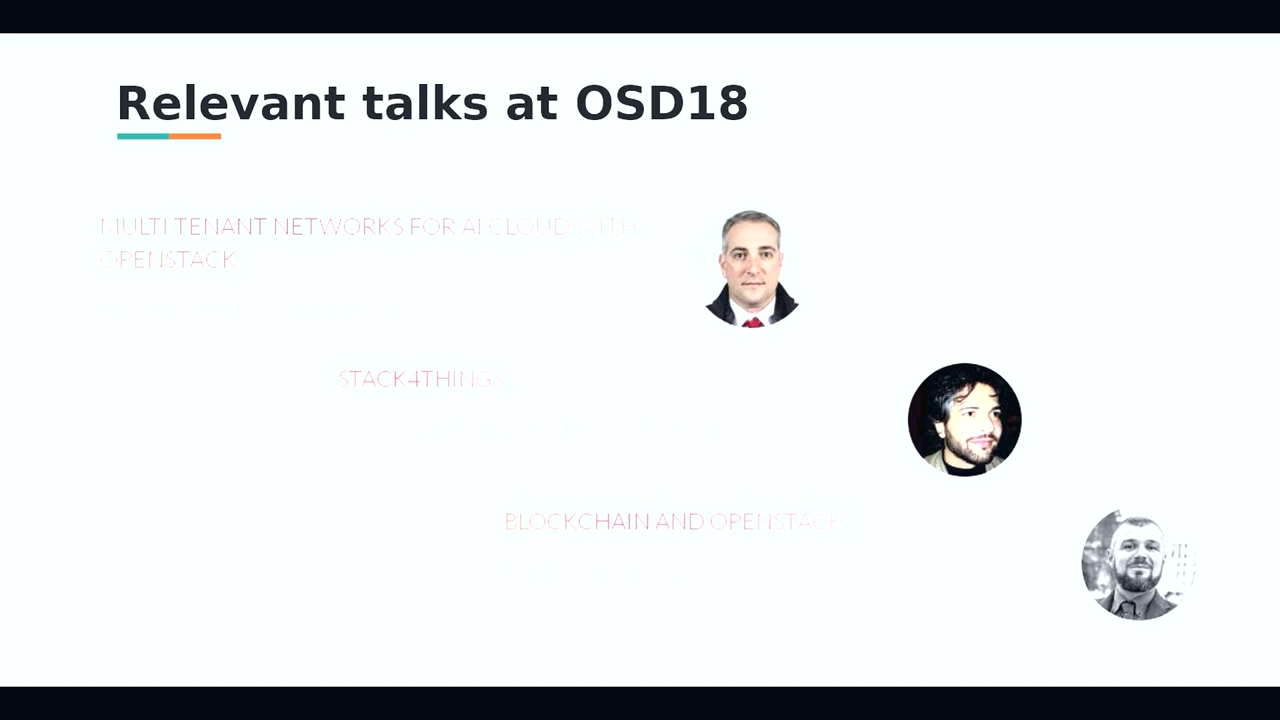 Relevant talks at OSD18
MULTI TENANT NETWORKS FOR AI CLOUD WITH
OPENSTACK
STACK4THINGS
BLOCKCHAIN AND OPENSTACK